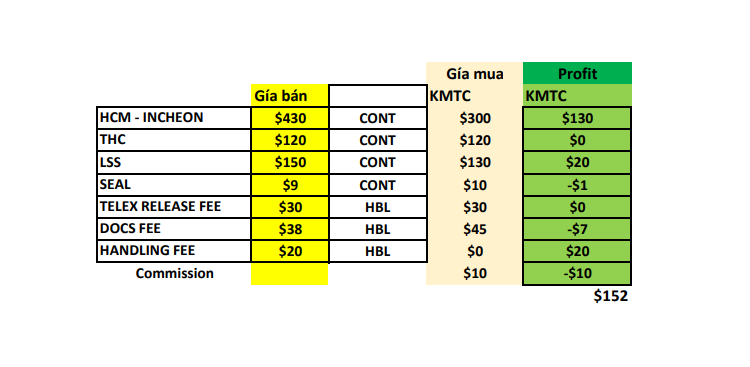 Gía mua Profit
Gía bán KMTC KMTC
HCM - INCHEON $430 CONT $300 $130
THC $120 CONT $120 $0
LSS $150 CONT $130 $20
SEAL $9 CONT $10 -$1
TELEX RELEASE FEE $30 HBL $30 $0
DOCS FEE $38 HBL $45 -$7
HANDLING FEE $20 HBL $0 $20
Commission $10 -$10
$152